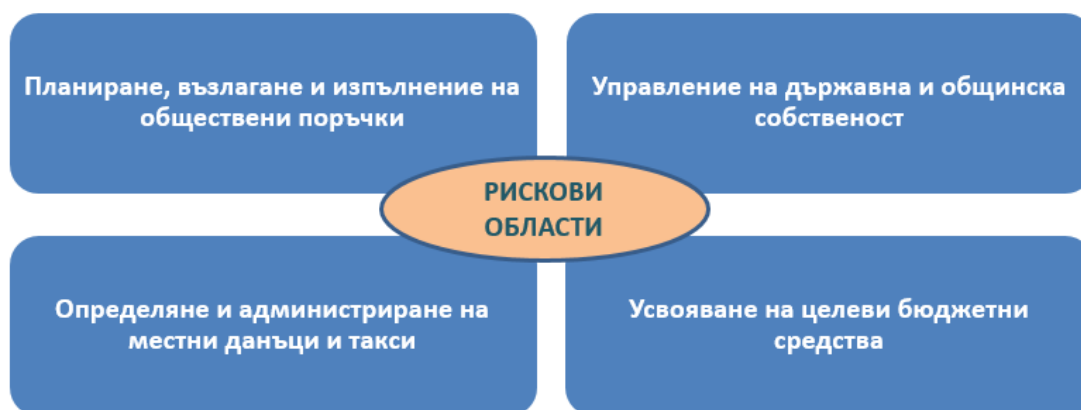 Планиране, възлагане и изпълнение на
обществени поръчки
Управление на държавна и общинска
собственост
РИСКОВИ
ОБЛАСТИ
Определяне и администриране на
местни данъци и такси
Усвояване на целеви бюджетни
средства